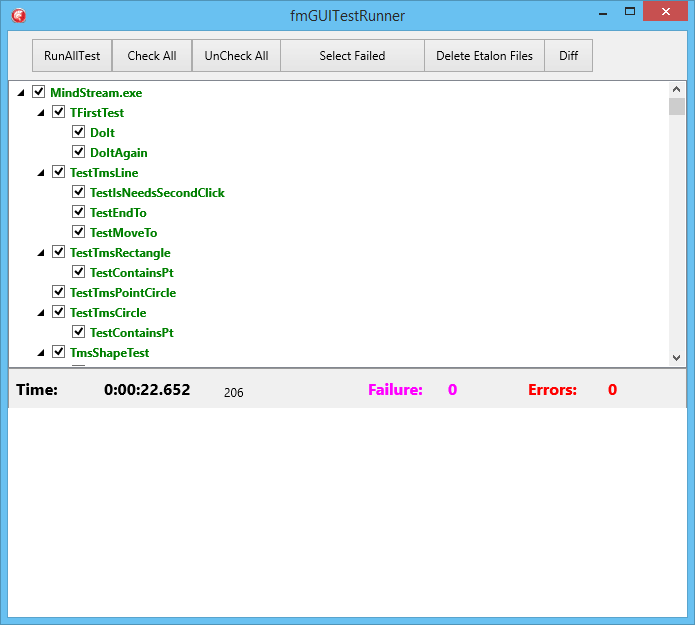 fmGUITestRunner
RunAllTest Check All UnCheck All Select Failed Delete Etalon Files Diff
MindStream.exe
TFirstTest
DoIt
DoItAgain
TestTmsLine
TestIsNeedsSecondClick
TestEndTo
TestMoveTo
TestTmsRectangle
TestContainsPt
TestTmsPointCircle
TestTmsCircle
TestContainsPt
TmsShapeTest
Time: 0:00:22.652 206 Failure: 0 Errors: 0